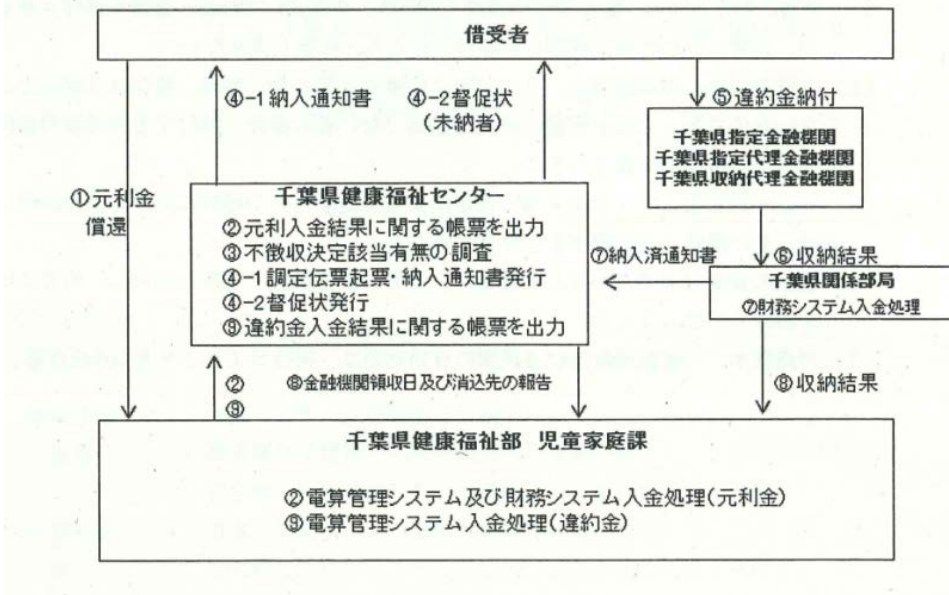 借受者
④-1納入通知書
④-2督促状
(未納者)
⑤違約金納付
千葉県指定金融機関
千葉県指定代理金融機関
千葉県収納代理金融機関
①元利金
償還
千葉県健康福祉センター
②元利入金結果に関する帳票を出力
③不徴収決定該当有無の調査
④-1調定伝票起票・納入通知書発行
④-2督促状発行
⑨違約金入金結果に関する帳票を出力
⑦納入済通知書
⑥収納結果
千葉県関係部局
⑦財務システム入金処理
②
⑨
⑧金融機関領収日及び消込先の報告
⑧収納結果
千葉県健康福祉部 児童家庭課
②電算管理システム及び財務システム入金処理(元利金)
⑨電算管理システム入金処理(違約金)